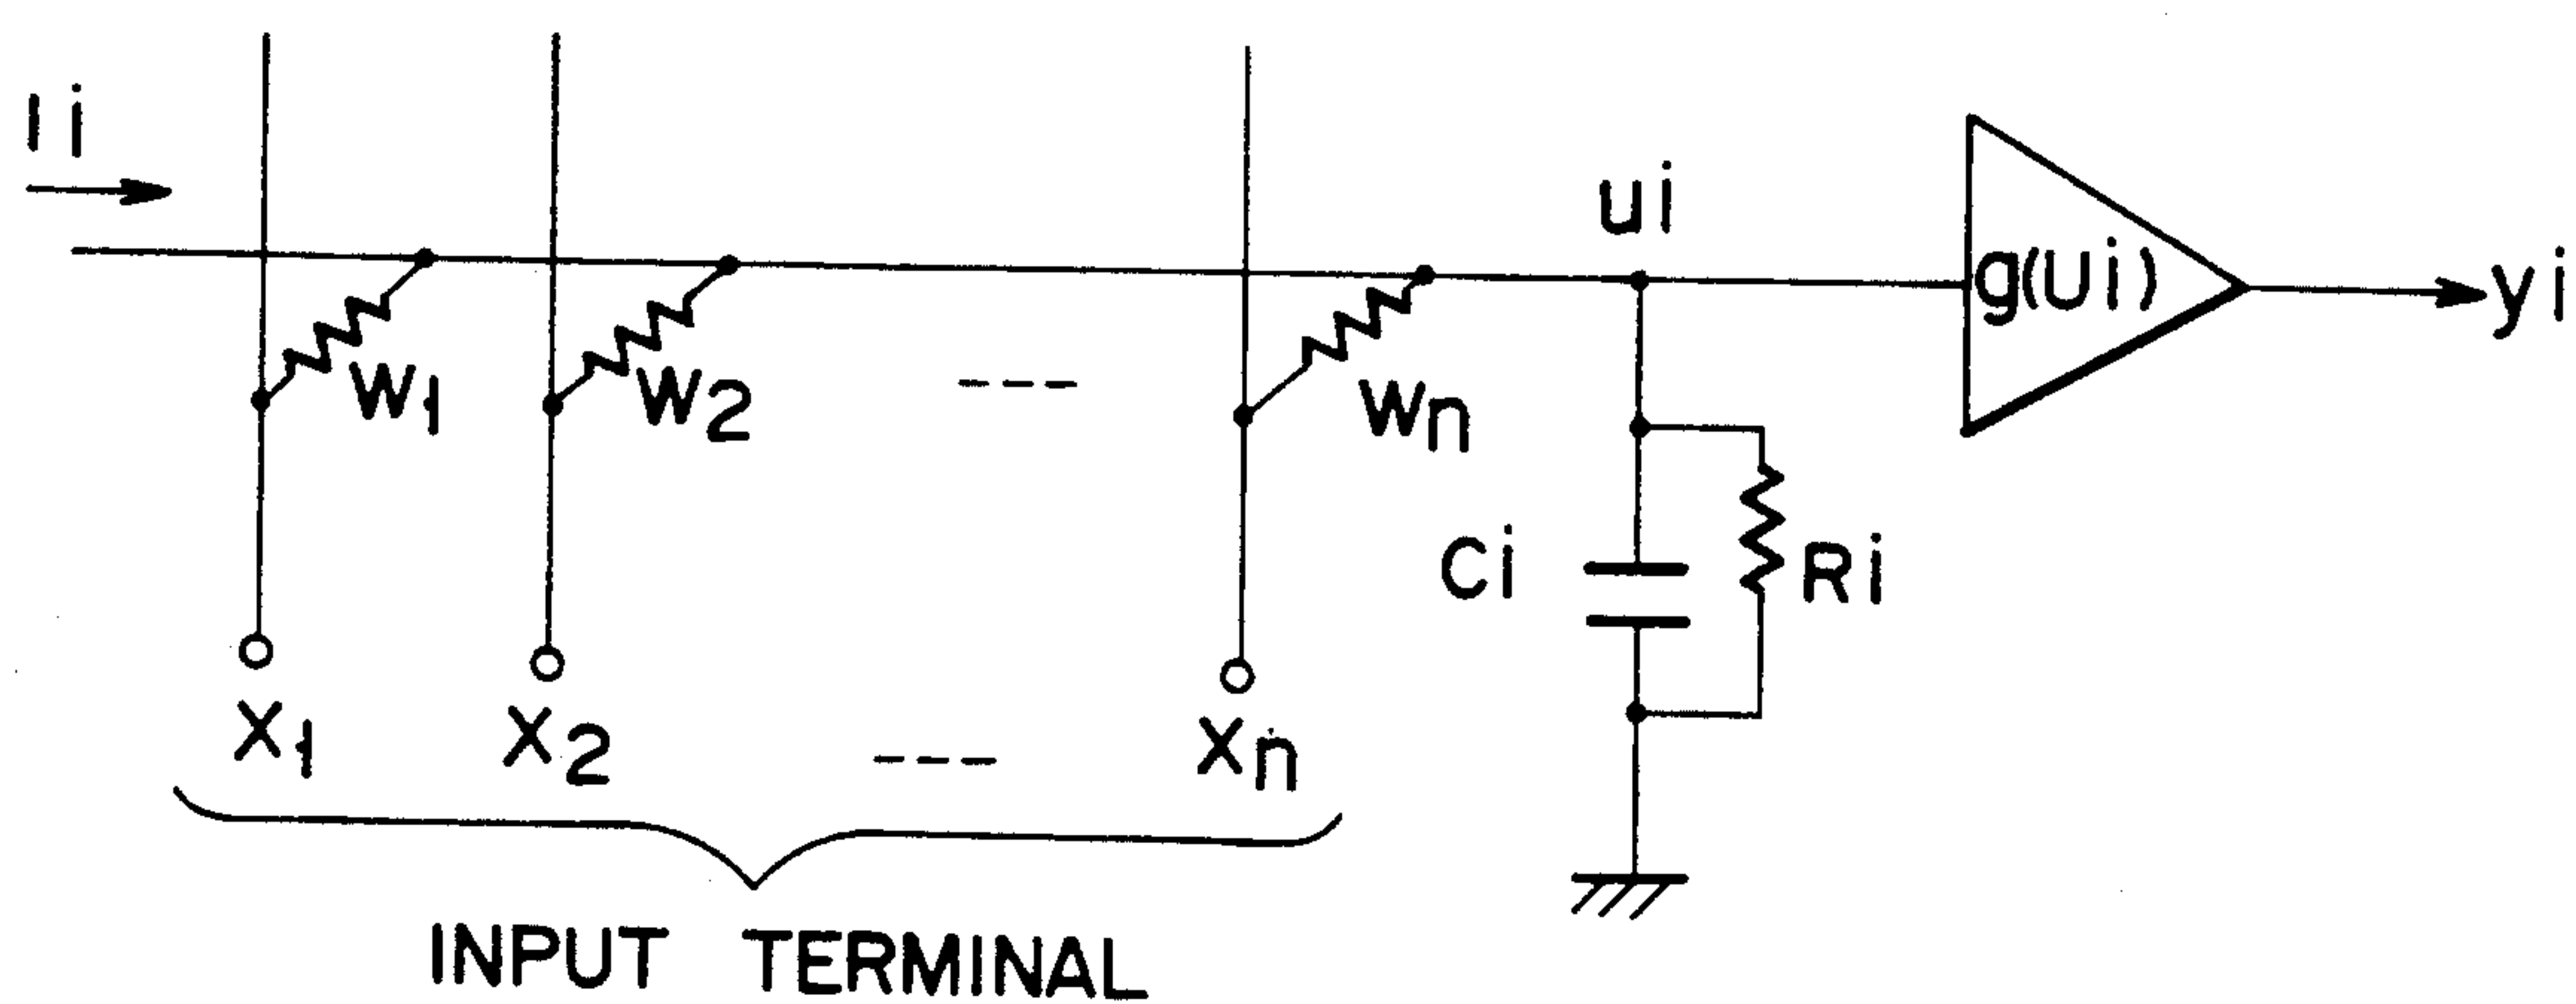 Ii
ui
g(Ui)
yi
W1
W2
----
Wn
Ci
Ri
X1
X2
----
Xn
INPUT TERMINAL